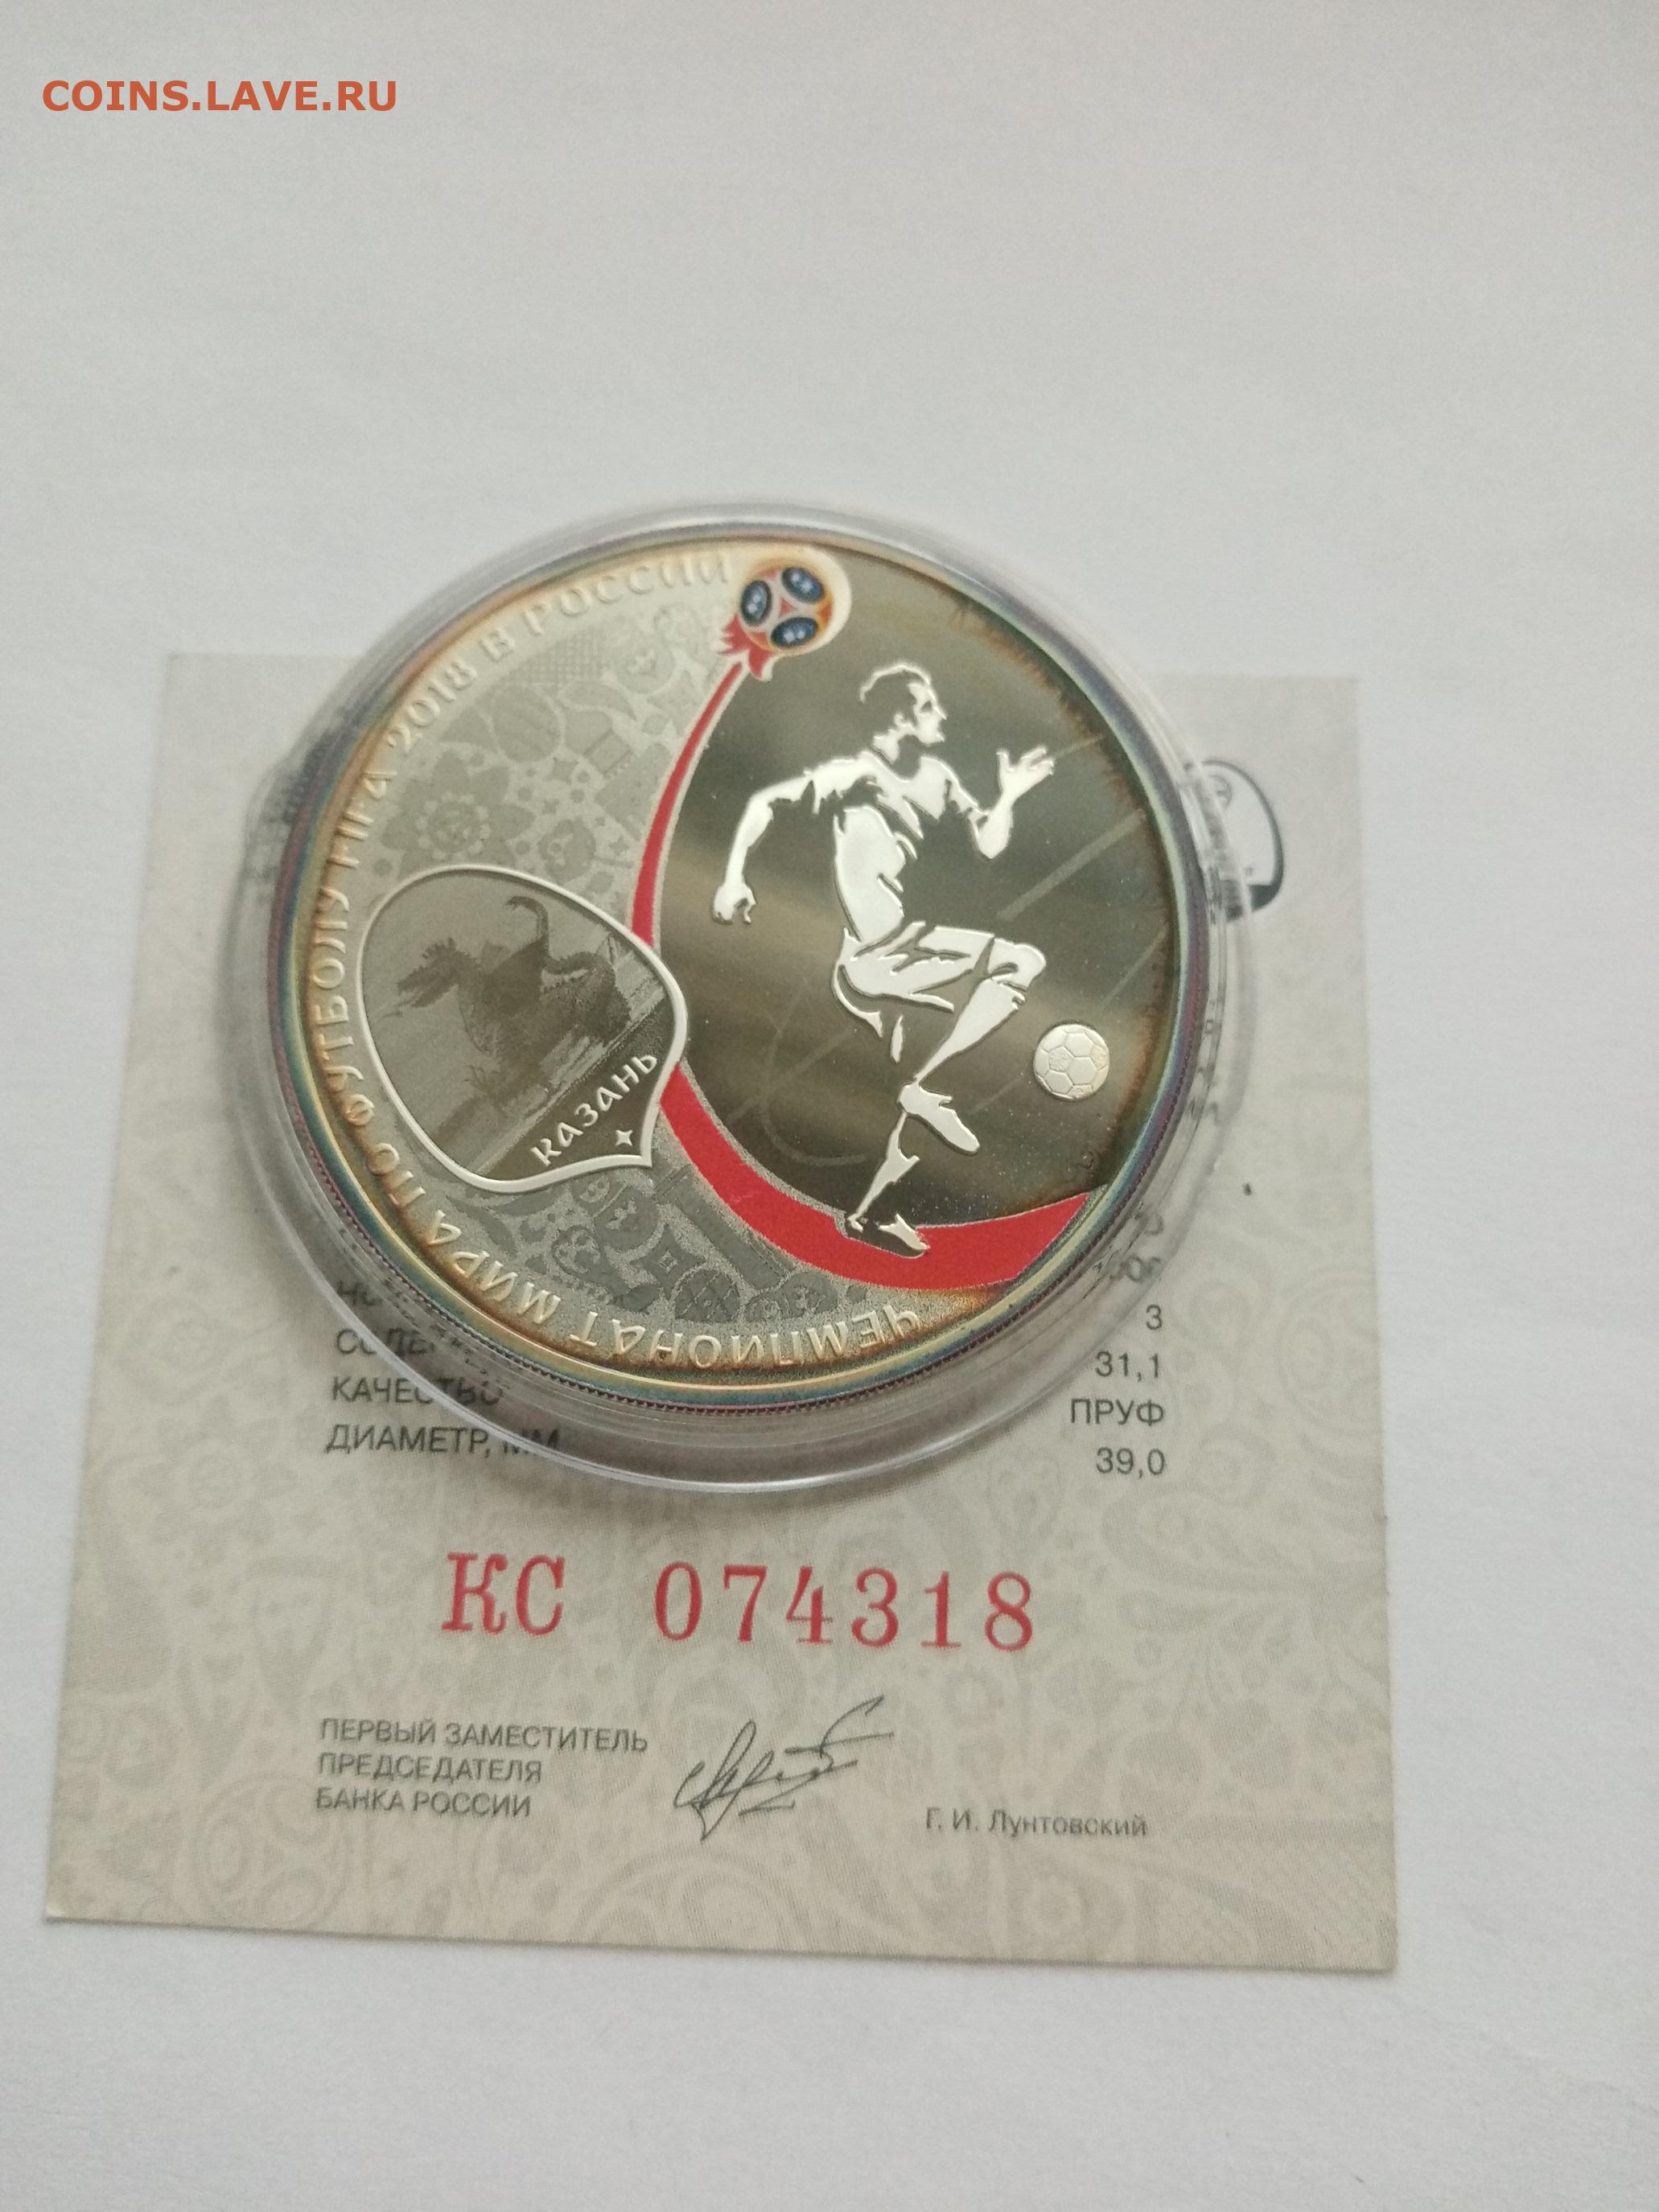 COINS.LAVE.RU
ЧЕМПИОНАТ МИРА ПО ФУТБОЛУ FIFA 2018 В РОССИИ
КАЗАНЬ
3
31,1
КАЧЕСТВО ПРУФ
ДИАМЕТР, ММ 39,0
КС 074318
ПЕРВЫЙ ЗАМЕСТИТЕЛЬ
ПРЕДСЕДАТЕЛЯ
БАНКА РОССИИ
Г. И. Лунтовский